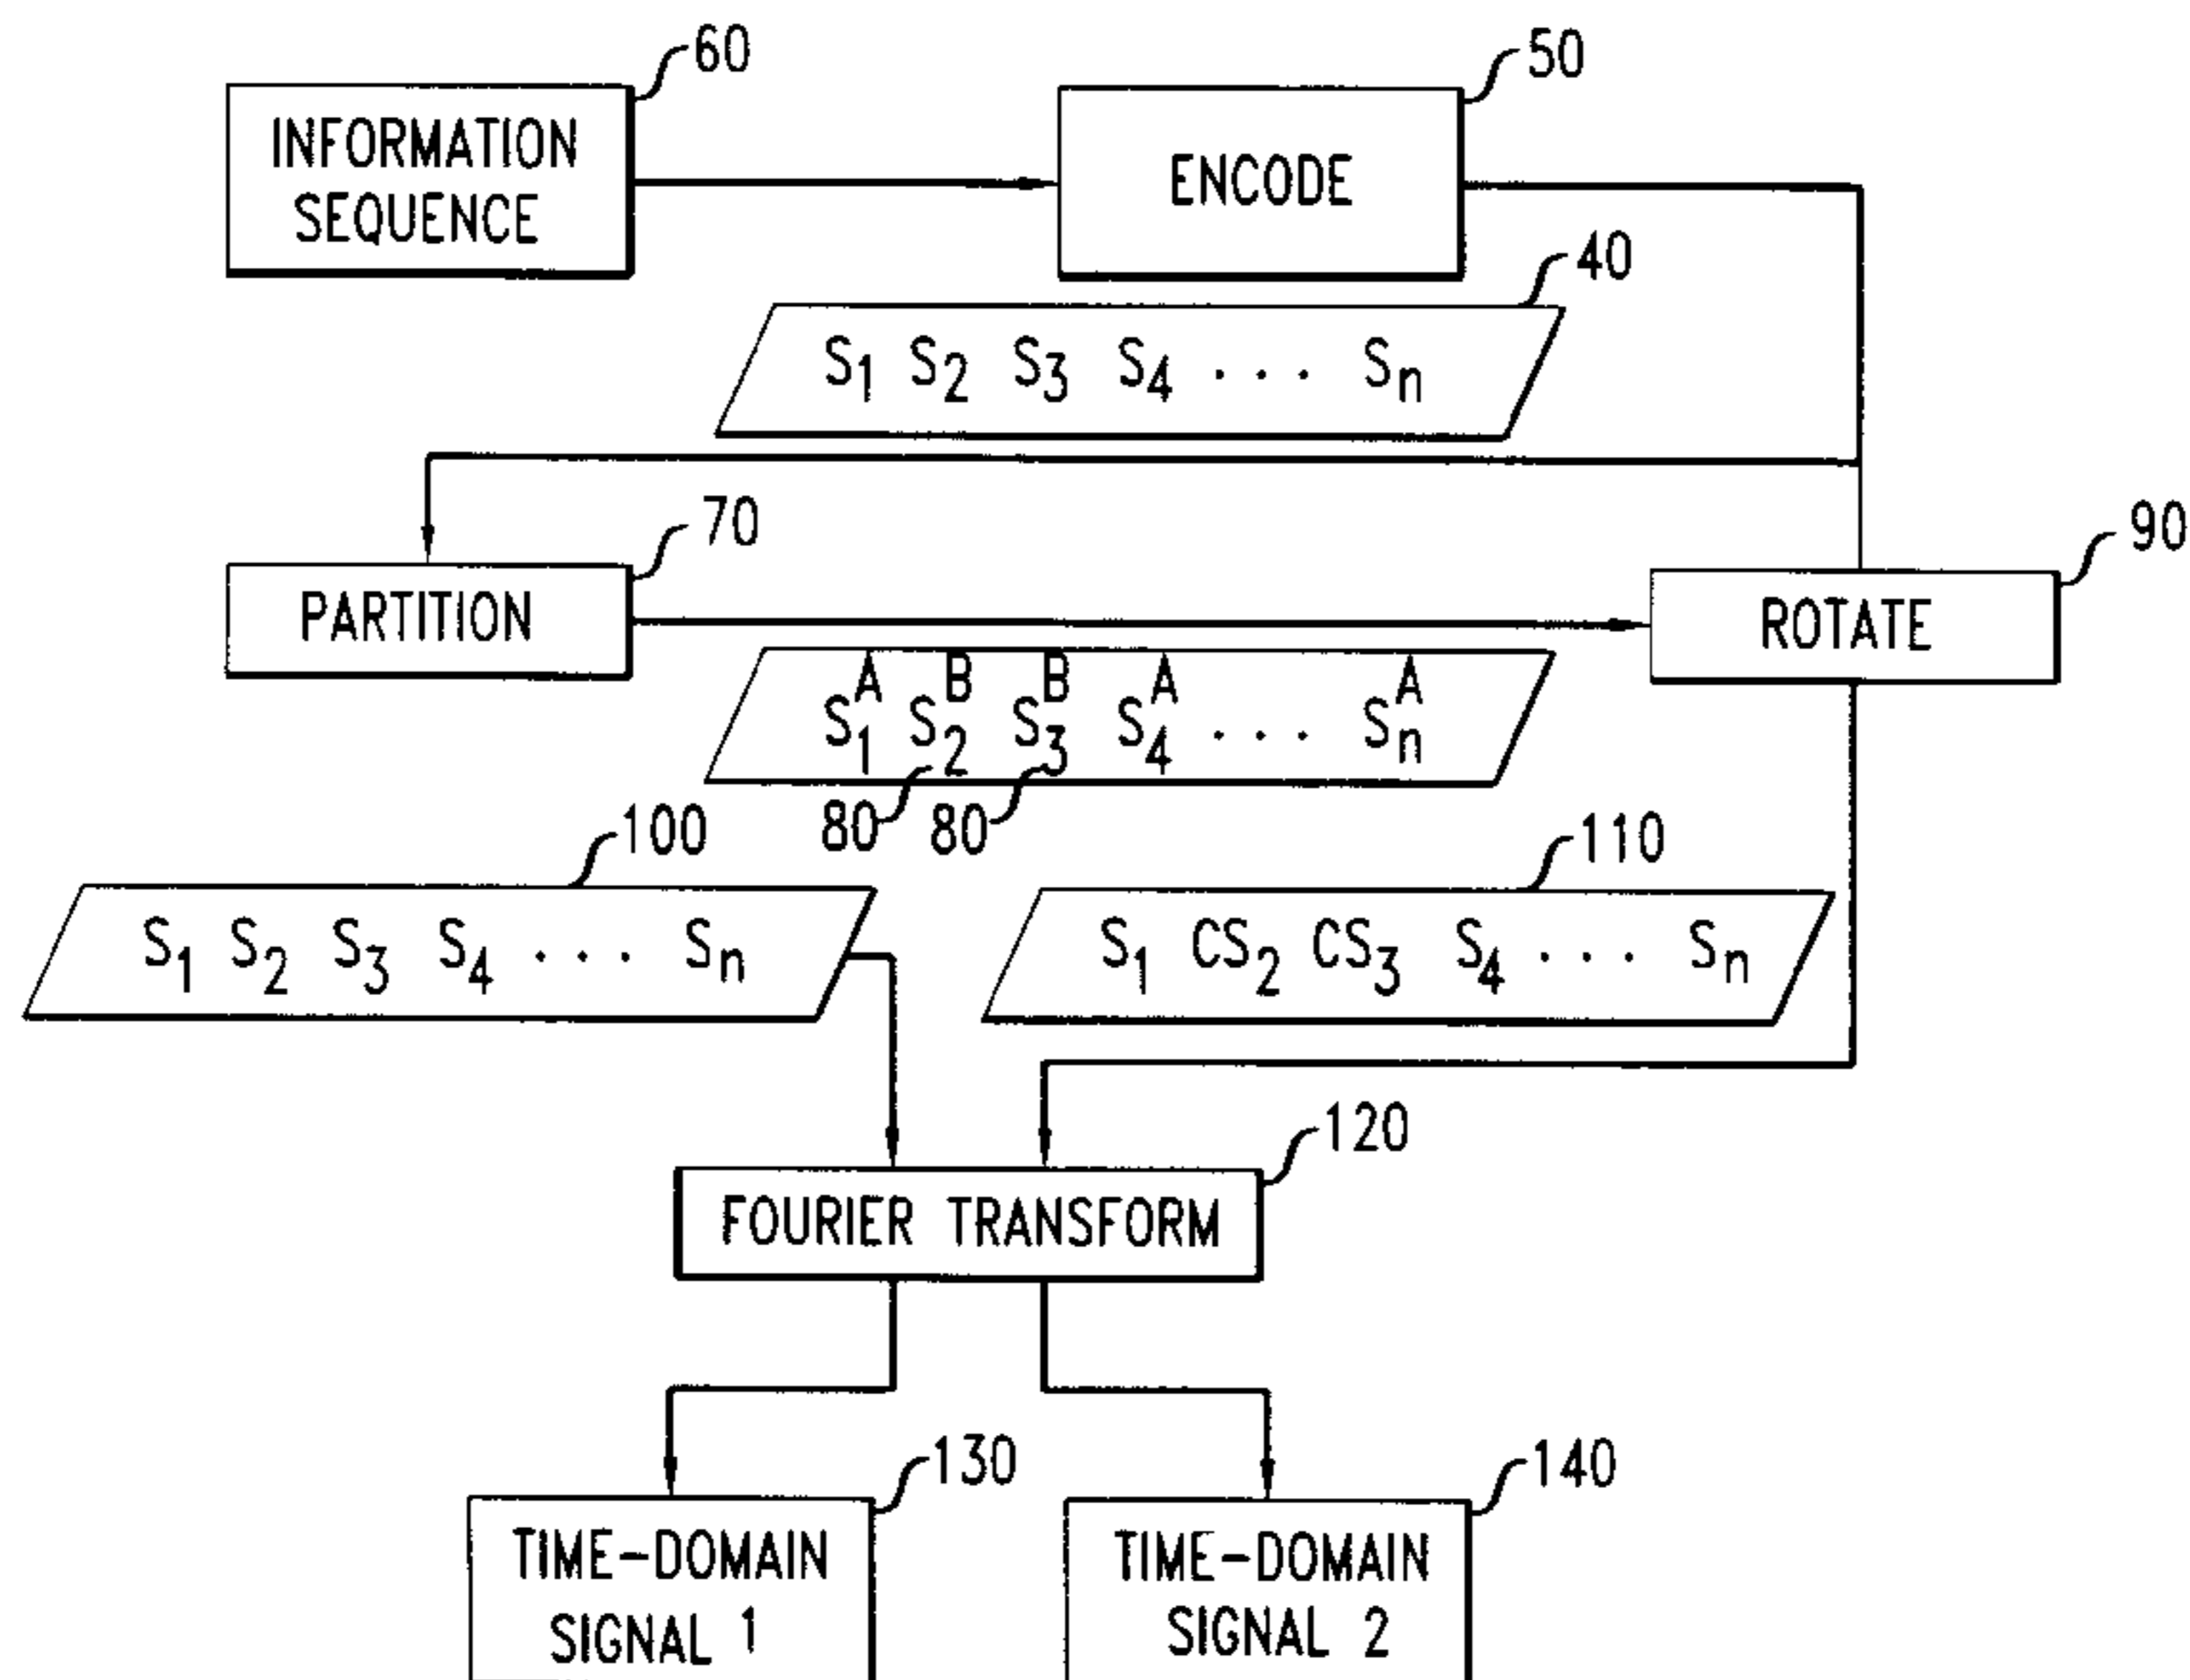 60
50
INFORMATION
SEQUENCE
ENCODE
40
S1 S2 S3 S4 . . . Sn
70
90
PARTITION
ROTATE
S1^A S2^B S3^B S4^A . . . Sn^A
80 80
100
110
S1 S2 S3 S4 . . . Sn
S1 CS2 CS3 S4 . . . Sn
120
FOURIER TRANSFORM
130
140
TIME-DOMAIN
SIGNAL 1
TIME-DOMAIN
SIGNAL 2